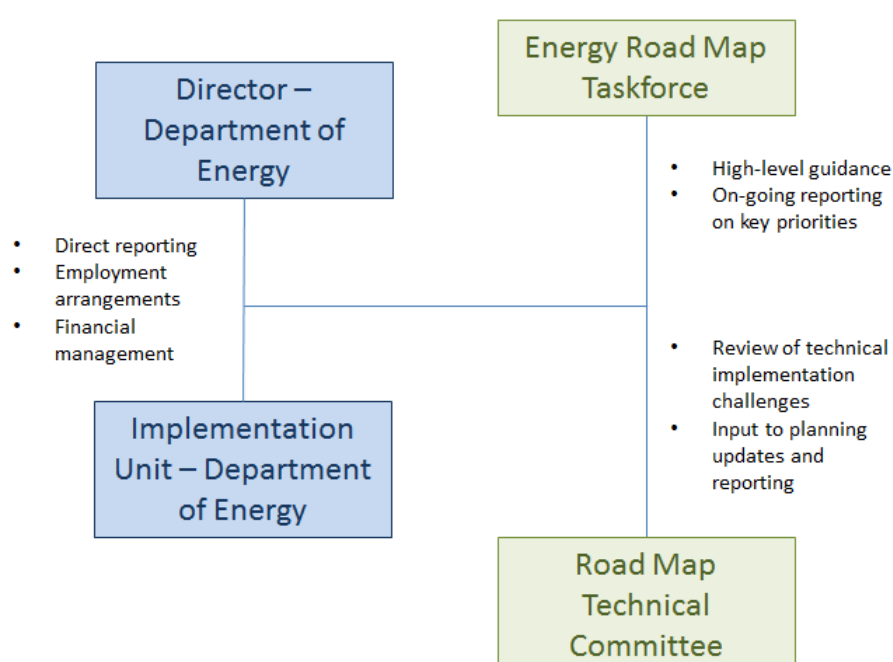 Director –
Department of
Energy
Energy Road Map
Taskforce
• High-level guidance
• On-going reporting
on key priorities
• Direct reporting
• Employment
arrangements
• Financial
management
• Review of technical
implementation
challenges
• Input to planning
updates and
reporting
Implementation
Unit – Department
of Energy
Road Map
Technical
Committee